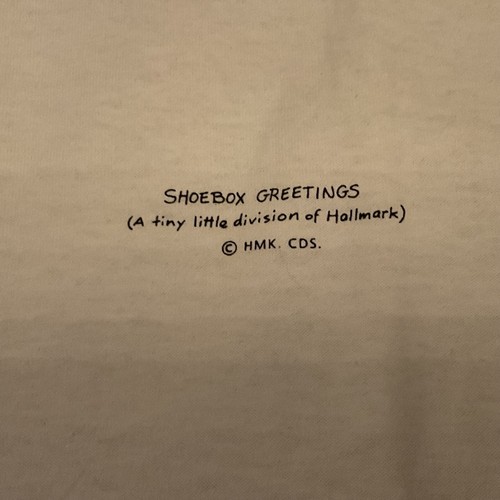 SHOEBOX GREETINGS
(A tiny little division of Hallmark)
© HMK. CDS.